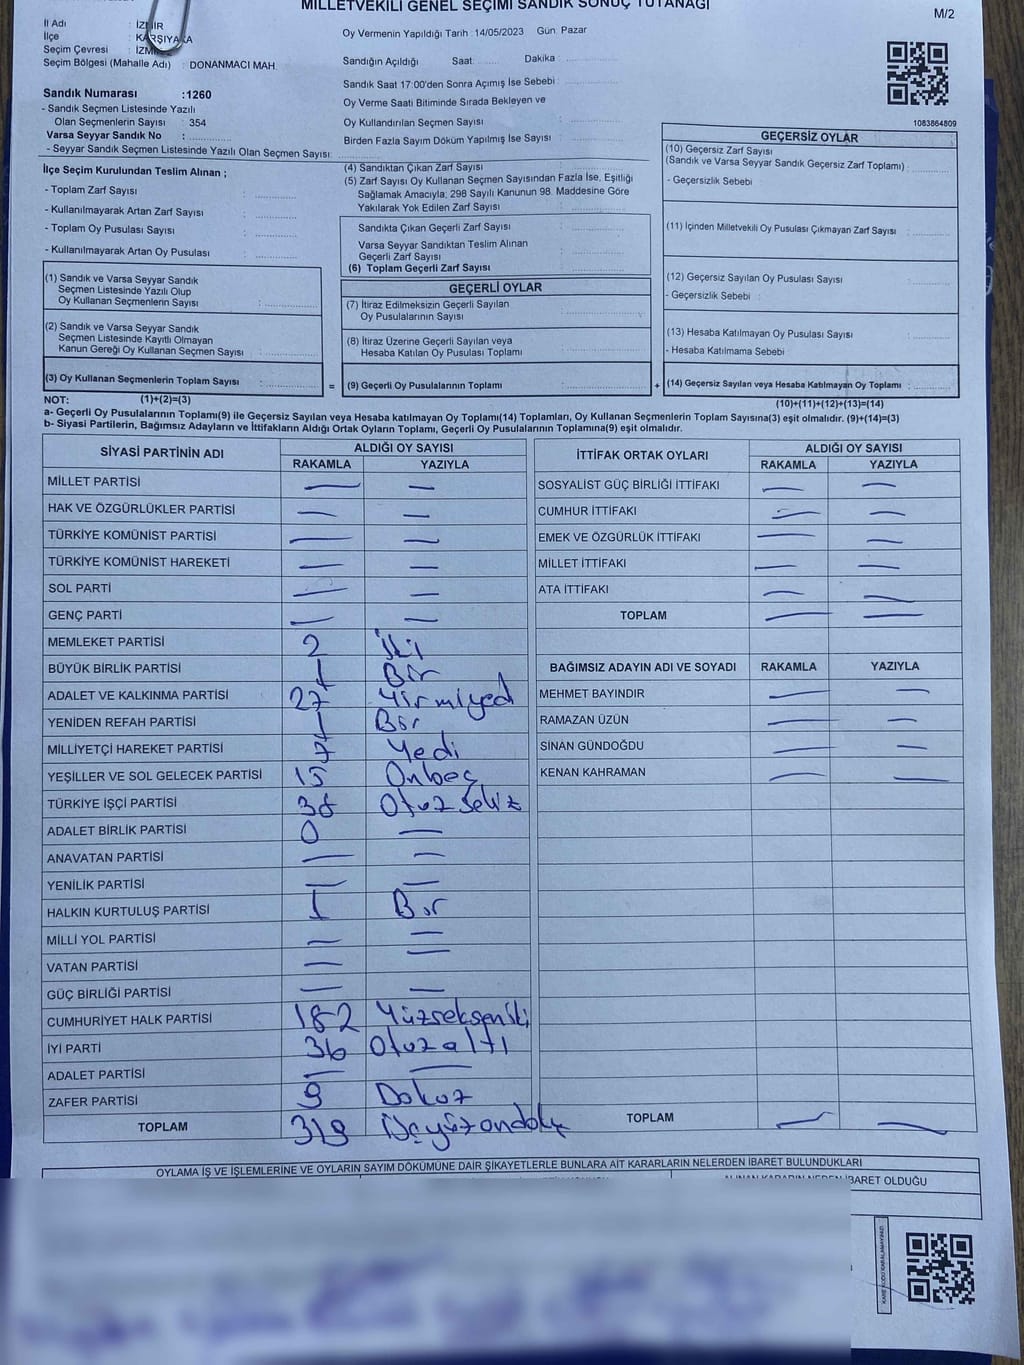 MİLLETVEKİLİ GENEL SEÇİMİ SANDIK SONUÇ TUTANAĞI
M/2
İl Adı : İZMİR
İlçe : KARŞIYAKA
Seçim Çevresi : İZMİR
Seçim Bölgesi (Mahalle Adı) : DONANMACI MAH.
Oy Vermenin Yapıldığı Tarih : 14/05/2023 Gün: Pazar
Sandığın Açıldığı Saat: Dakika :
Sandık Saat 17:00'den Sonra Açımış İse Sebebi :
Oy Verme Saati Bitiminde Sırada Bekleyen ve
Oy Kullandırılan Seçmen Sayısı :
Birden Fazla Sayım Döküm Yapılmış İse Sayısı :
Sandık Numarası :1260
- Sandık Seçmen Listesinde Yazılı
Olan Seçmenlerin Sayısı : 354
Varsa Seyyar Sandık No :
- Seyyar Sandık Seçmen Listesinde Yazılı Olan Seçmen Sayısı:
1083864809
İlçe Seçim Kurulundan Teslim Alınan ;
- Toplam Zarf Sayısı :
- Kullanılmayarak Artan Zarf Sayısı :
- Toplam Oy Pusulası Sayısı :
- Kullanılmayarak Artan Oy Pusulası :
(4) Sandıktan Çıkan Zarf Sayısı :
(5) Zarf Sayısı Oy Kullanan Seçmen Sayısından Fazla İse, Eşitliği
Sağlamak Amacıyla; 298 Sayılı Kanunun 98. Maddesine Göre
Yakılarak Yok Edilen Zarf Sayısı :
Sandıkta Çıkan Geçerli Zarf Sayısı :
Varsa Seyyar Sandıktan Teslim Alınan
Geçerli Zarf Sayısı :
(6) Toplam Geçerli Zarf Sayısı :
GEÇERSİZ OYLAR
(10) Geçersiz Zarf Sayısı
(Sandık ve Varsa Seyyar Sandık Geçersiz Zarf Toplamı) :
- Geçersizlik Sebebi :
(11) İçinden Milletvekili Oy Pusulası Çıkmayan Zarf Sayısı :
(12) Geçersiz Sayılan Oy Pusulası Sayısı :
- Geçersizlik Sebebi :
(13) Hesaba Katılmayan Oy Pusulası Sayısı :
- Hesaba Katılmama Sebebi :
(14) Geçersiz Sayılan veya Hesaba Katılmayan Oy Toplamı :
(10)+(11)+(12)+(13)=(14)
(1) Sandık ve Varsa Seyyar Sandık
Seçmen Listesinde Yazılı Olup
Oy Kullanan Seçmenlerin Sayısı :
(2) Sandık ve Varsa Seyyar Sandık
Seçmen Listesinde Kayıtlı Olmayan
Kanun Gereği Oy Kullanan Seçmen Sayısı :
(3) Oy Kullanan Seçmenlerin Toplam Sayısı :
=
GEÇERLİ OYLAR
(7) İtiraz Edilmeksizin Geçerli Sayılan
Oy Pusulalarının Sayısı :
(8) İtiraz Üzerine Geçerli Sayılan veya
Hesaba Katılan Oy Pusulası Toplamı :
(9) Geçerli Oy Pusulalarının Toplamı :
+
NOT: (1)+(2)=(3)
a- Geçerli Oy Pusulalarının Toplamı(9) ile Geçersiz Sayılan veya Hesaba katılmayan Oy Toplamı(14) Toplamları, Oy Kullanan Seçmenlerin Toplam Sayısına(3) eşit olmalıdır. (9)+(14)=(3)
b- Siyasi Partilerin, Bağımsız Adayların ve İttifakların Aldığı Ortak Oyların Toplamı, Geçerli Oy Pusulalarının Toplamına(9) eşit olmalıdır.
SİYASİ PARTİNİN ADI ALDIĞI OY SAYISI
RAKAMLA YAZIYLA
MİLLET PARTİSİ — —
HAK VE ÖZGÜRLÜKLER PARTİSİ — —
TÜRKİYE KOMÜNİST PARTİSİ — —
TÜRKİYE KOMÜNİST HAREKETİ — —
SOL PARTİ — —
GENÇ PARTİ — —
MEMLEKET PARTİSİ 2 İki
BÜYÜK BİRLİK PARTİSİ 1 Bir
ADALET VE KALKINMA PARTİSİ 27 Yirmiyedi
YENİDEN REFAH PARTİSİ 1 Bir
MİLLİYETÇİ HAREKET PARTİSİ 7 Yedi
YEŞİLLER VE SOL GELECEK PARTİSİ 15 Onbeş
TÜRKİYE İŞÇİ PARTİSİ 38 Otuzsekiz
ADALET BİRLİK PARTİSİ 0 —
ANAVATAN PARTİSİ — —
YENİLİK PARTİSİ — —
HALKIN KURTULUŞ PARTİSİ 1 Bir
MİLLİ YOL PARTİSİ — —
VATAN PARTİSİ — —
GÜÇ BİRLİĞİ PARTİSİ — —
CUMHURİYET HALK PARTİSİ 182 Yüzsekseniki
İYİ PARTİ 36 Otuzaltı
ADALET PARTİSİ — —
ZAFER PARTİSİ 9 Dokuz
TOPLAM 319 Üçyüzondokuz
İTTİFAK ORTAK OYLARI ALDIĞI OY SAYISI
RAKAMLA YAZIYLA
SOSYALİST GÜÇ BİRLİĞİ İTTİFAKI — —
CUMHUR İTTİFAKI — —
EMEK VE ÖZGÜRLÜK İTTİFAKI — —
MİLLET İTTİFAKI — —
ATA İTTİFAKI — —
TOPLAM — —
BAĞIMSIZ ADAYIN ADI VE SOYADI RAKAMLA YAZIYLA
MEHMET BAYINDIR — —
RAMAZAN ÜZÜN — —
SİNAN GÜNDOĞDU — —
KENAN KAHRAMAN — —
TOPLAM — —
OYLAMA İŞ VE İŞLEMLERİNE VE OYLARIN SAYIM DÖKÜMÜNE DAİR ŞİKAYETLERLE BUNLARA AİT KARARLARIN NELERDEN İBARET BULUNDUKLARI
ALINAN KARARIN NEDEN İBARET OLDUĞU